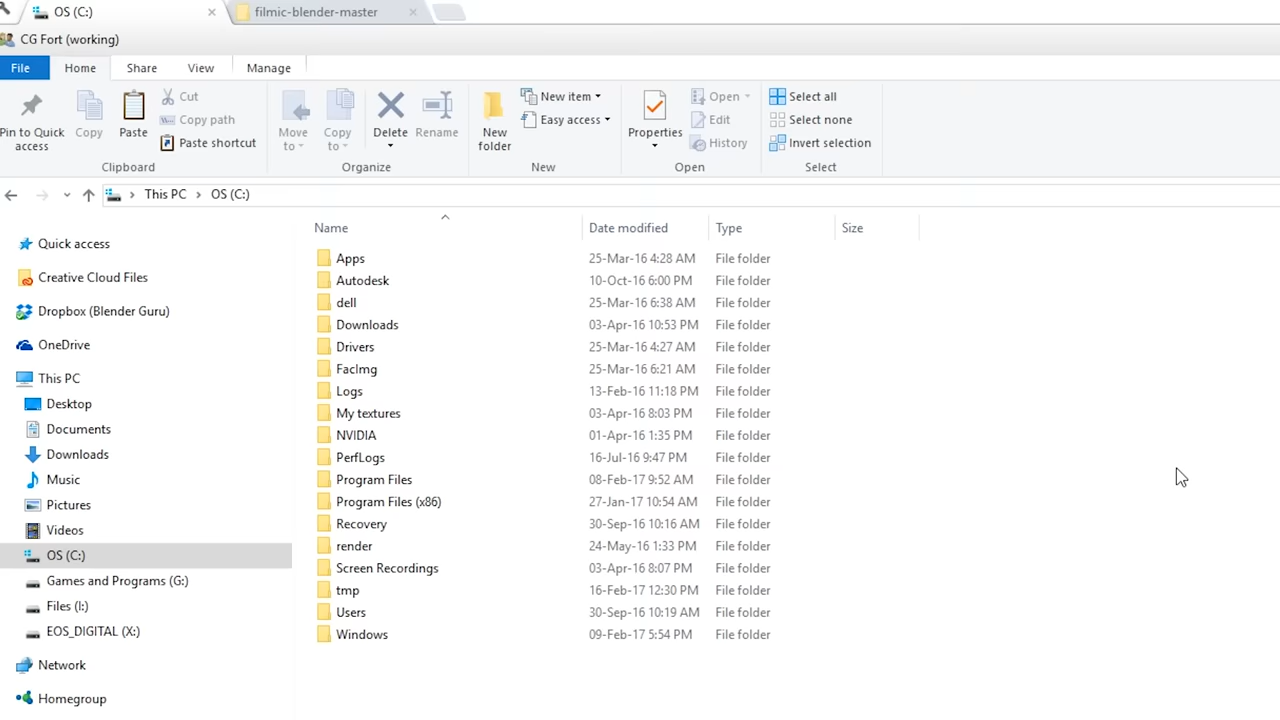 OS (C:) filmic-blender-master
CG Fort (working)
File Home Share View Manage
Pin to Quick access Copy Paste Cut Copy path Paste shortcut Move to Copy to Delete Rename New folder New item Easy access Properties Open Edit History Select all Select none Invert selection
Clipboard Organize New Open Select
This PC OS (C:)
Name Date modified Type Size
Quick access
Creative Cloud Files
Dropbox (Blender Guru)
OneDrive
This PC
Desktop
Documents
Downloads
Music
Pictures
Videos
OS (C:)
Games and Programs (G:)
Files (I:)
EOS_DIGITAL (X:)
Network
Homegroup
Apps 25-Mar-16 4:28 AM File folder
Autodesk 10-Oct-16 6:00 PM File folder
dell 25-Mar-16 6:38 AM File folder
Downloads 03-Apr-16 10:53 PM File folder
Drivers 25-Mar-16 4:27 AM File folder
FacImg 25-Mar-16 6:21 AM File folder
Logs 13-Feb-16 11:18 PM File folder
My textures 03-Apr-16 8:03 PM File folder
NVIDIA 01-Apr-16 1:35 PM File folder
PerfLogs 16-Jul-16 9:47 PM File folder
Program Files 08-Feb-17 9:52 AM File folder
Program Files (x86) 27-Jan-17 10:54 AM File folder
Recovery 30-Sep-16 10:16 AM File folder
render 24-May-16 1:33 PM File folder
Screen Recordings 03-Apr-16 8:07 PM File folder
tmp 16-Feb-17 12:30 PM File folder
Users 30-Sep-16 10:19 AM File folder
Windows 09-Feb-17 5:54 PM File folder